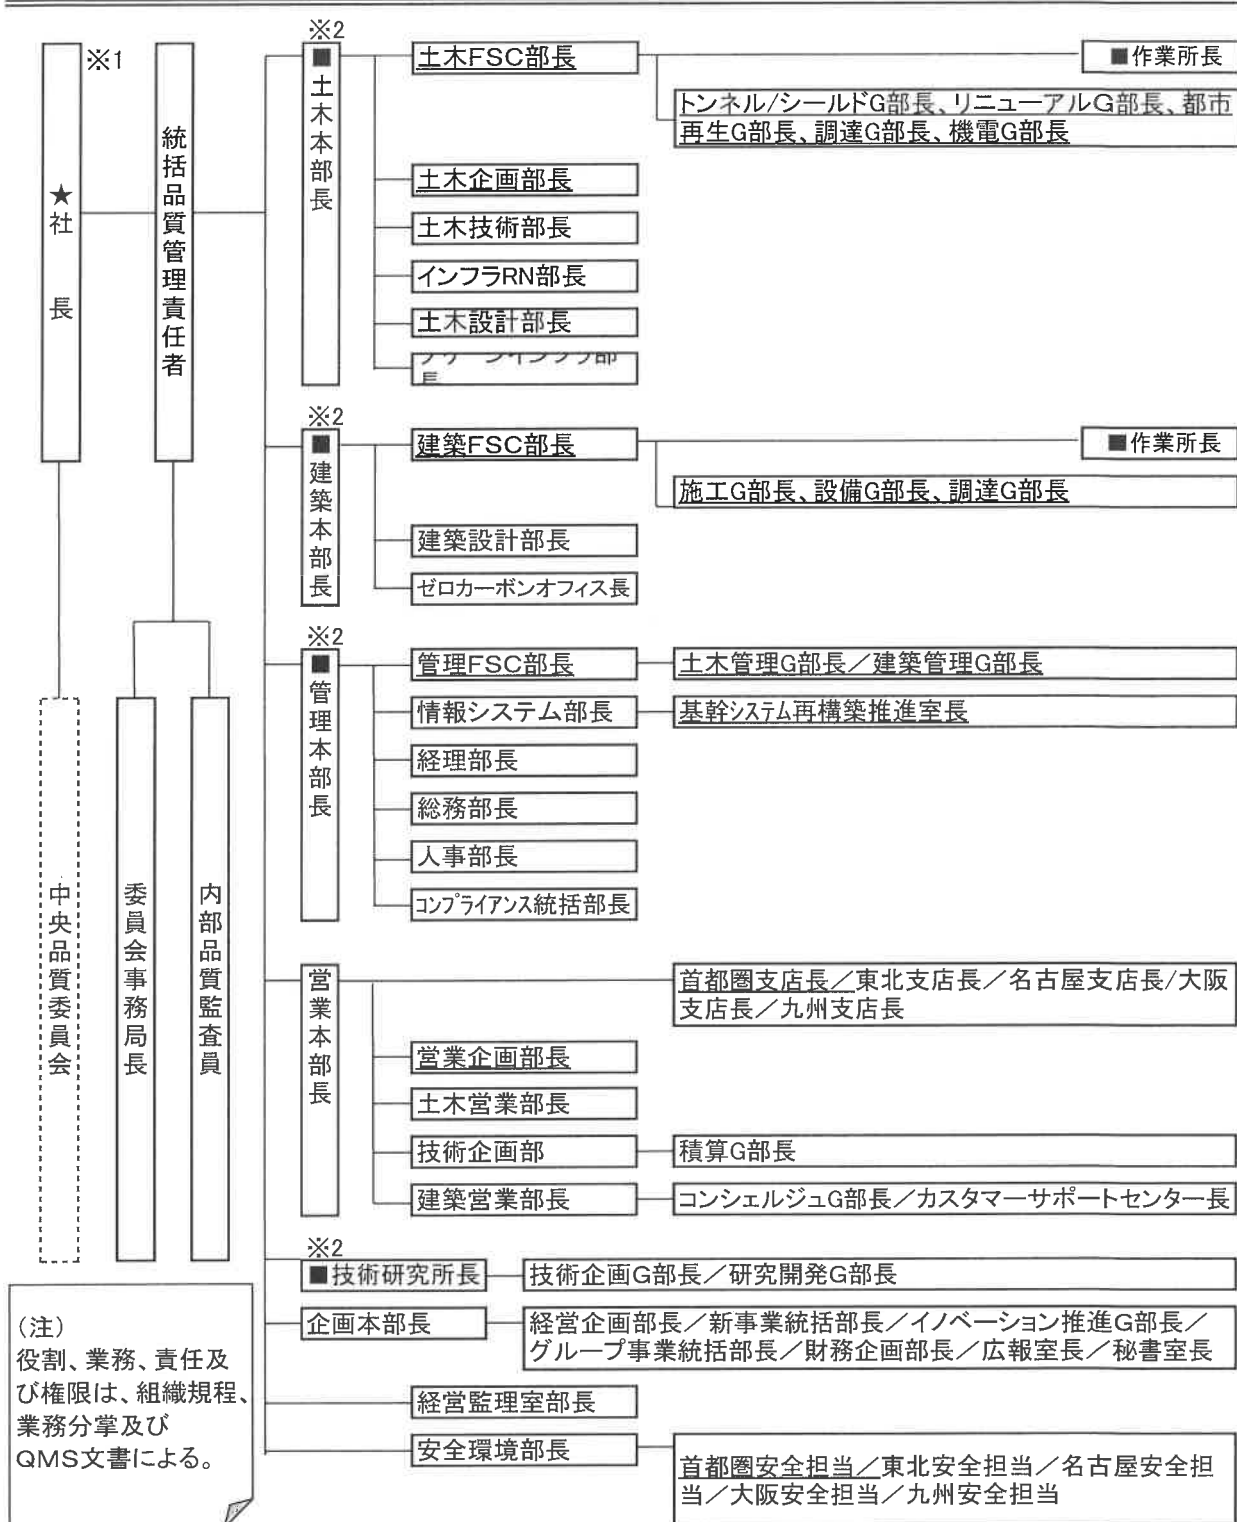 ※1
★社長
統括品質管理責任者
中央品質委員会
委員会事務局長
内部品質監査員
※2
■土木本部長
土木FSC部長
■作業所長
トンネル/シールドG部長、リニューアルG部長、都市
再生G部長、調達G部長、機電G部長
土木企画部長
土木技術部長
インフラRN部長
土木設計部長
※2
■建築本部長
建築FSC部長
■作業所長
施工G部長、設備G部長、調達G部長
建築設計部長
ゼロカーボンオフィス長
※2
■管理本部長
管理FSC部長
土木管理G部長／建築管理G部長
情報システム部長
基幹システム再構築推進室長
経理部長
総務部長
人事部長
コンプライアンス統括部長
営業本部長
首都圏支店長／東北支店長／名古屋支店長/大阪
支店長／九州支店長
営業企画部長
土木営業部長
技術企画部
積算G部長
建築営業部長
コンシェルジュG部長／カスタマーサポートセンター長
※2
■技術研究所長
技術企画G部長／研究開発G部長
企画本部長
経営企画部長／新事業統括部長／イノベーション推進G部長／
グループ事業統括部長／財務企画部長／広報室長／秘書室長
経営監理室部長
安全環境部長
首都圏安全担当／東北安全担当／名古屋安全担
当／大阪安全担当／九州安全担当
(注)
役割、業務、責任及
び権限は、組織規程、
業務分掌及び
QMS文書による。